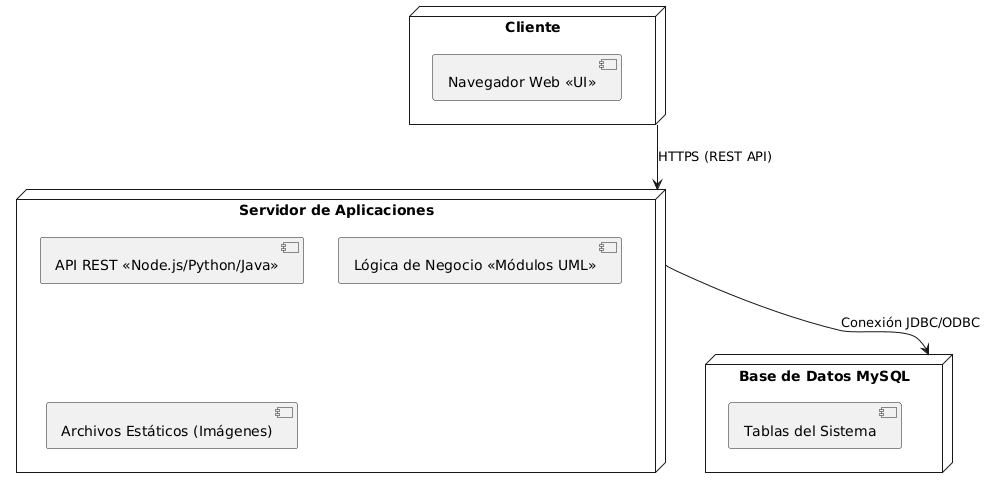 Cliente
Navegador Web «UI»
HTTPS (REST API)
Servidor de Aplicaciones
API REST «Node.js/Python/Java»
Lógica de Negocio «Módulos UML»
Conexión JDBC/ODBC
Base de Datos MySQL
Archivos Estáticos (Imágenes)
Tablas del Sistema